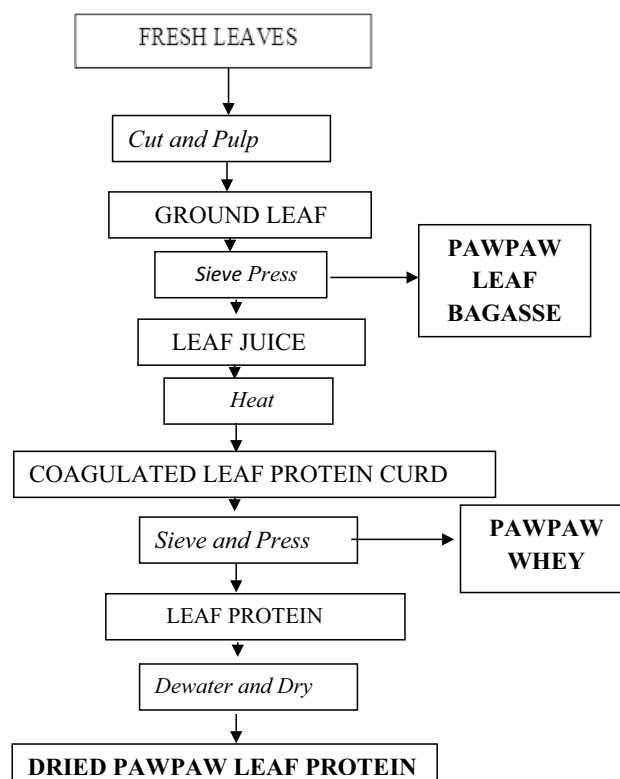 FRESH LEAVES
Cut and Pulp
GROUND LEAF
Sieve Press
PAWPAW
LEAF
BAGASSE
LEAF JUICE
Heat
COAGULATED LEAF PROTEIN CURD
Sieve and Press
PAWPAW
WHEY
LEAF PROTEIN
Dewater and Dry
DRIED PAWPAW LEAF PROTEIN